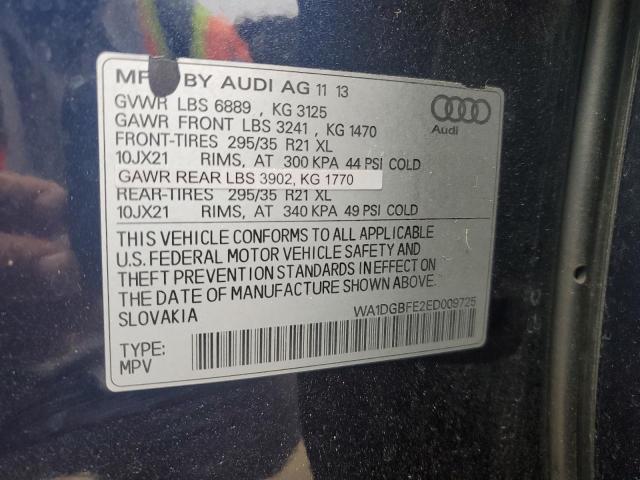 MFD BY AUDI AG 11 13
GVWR LBS 6889 , KG 3125
GAWR FRONT LBS 3241 , KG 1470
FRONT-TIRES 295/35 R21 XL
10JX21 RIMS, AT 300 KPA 44 PSI COLD
GAWR REAR LBS 3902, KG 1770
REAR-TIRES 295/35 R21 XL
10JX21 RIMS, AT 340 KPA 49 PSI COLD
THIS VEHICLE CONFORMS TO ALL APPLICABLE
U.S. FEDERAL MOTOR VEHICLE SAFETY AND
THEFT PREVENTION STANDARDS IN EFFECT ON
THE DATE OF MANUFACTURE SHOWN ABOVE.
SLOVAKIA
WA1DGBFE2ED009725
TYPE:
MPV
Audi